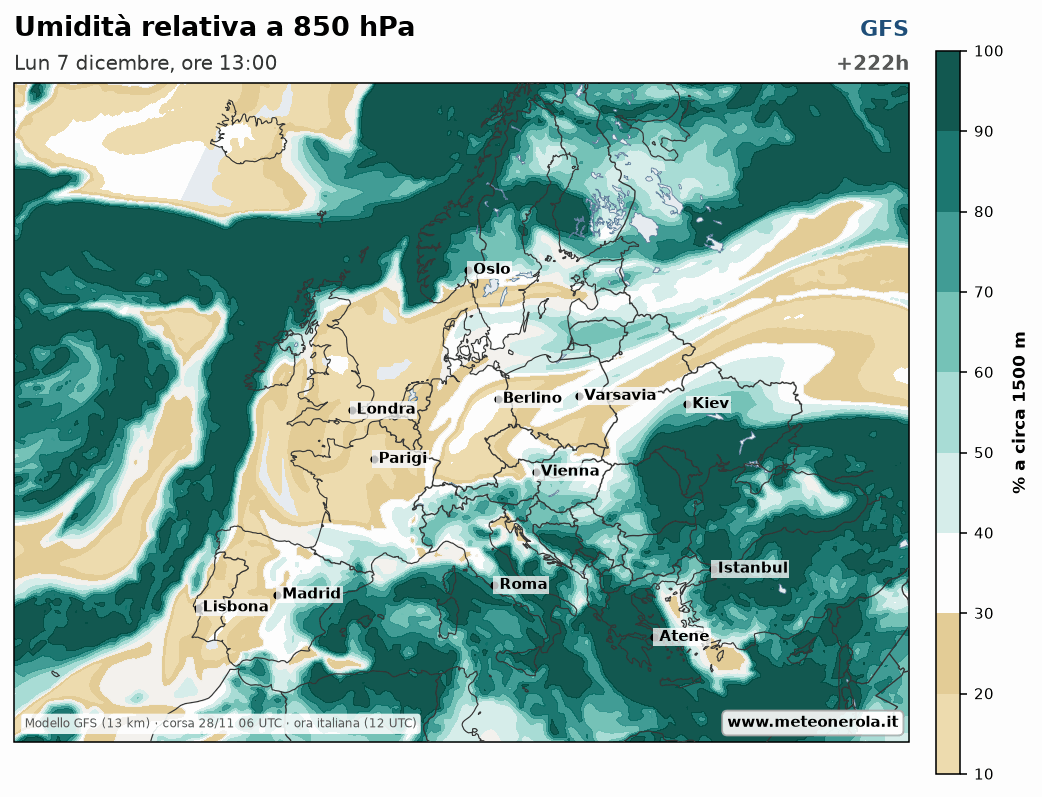 Umidità relativa a 850 hPa
GFS
Lun 7 dicembre, ore 13:00
+222h
100
90
80
70
60
50
40
30
20
10
% a circa 1500 m
Oslo
Londra
Berlino
Varsavia
Kiev
Parigi
Vienna
Istanbul
Roma
Madrid
Lisbona
Atene
Modello GFS (13 km) · corsa 28/11 06 UTC · ora italiana (12 UTC)
www.meteonerola.it